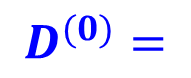 D⁽⁰⁾ =